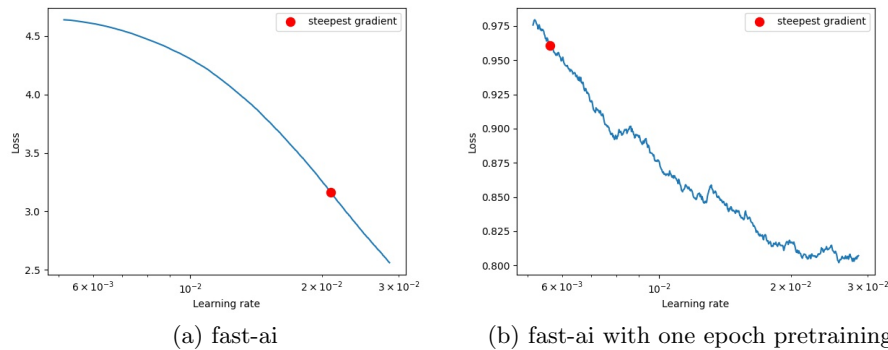 steepest gradient
4.5
4.0
3.5
3.0
2.5
Loss
6 × 10⁻³
10⁻²
2 × 10⁻²
3 × 10⁻²
Learning rate
(a) fast-ai
steepest gradient
0.975
0.950
0.925
0.900
0.875
0.850
0.825
0.800
Loss
6 × 10⁻³
10⁻²
2 × 10⁻²
3 × 10⁻²
Learning rate
(b) fast-ai with one epoch pretraining